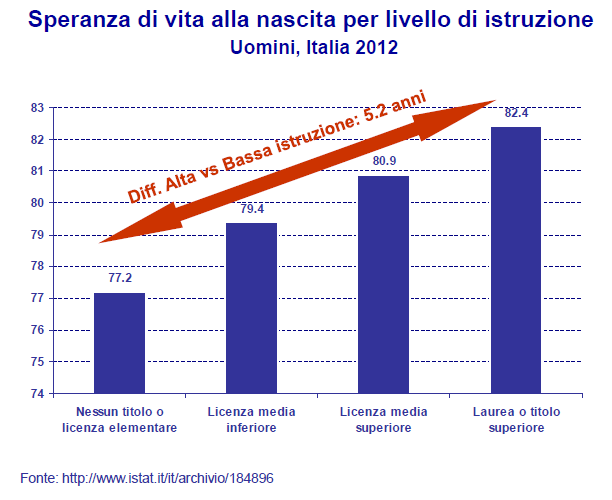 Speranza di vita alla nascita per livello di istruzione
Uomini, Italia 2012
83
82
81
80
79
78
77
76
75
74
Diff. Alta vs Bassa istruzione: 5.2 anni
77.2
79.4
80.9
82.4
Nessun titolo o
licenza elementare
Licenza media
inferiore
Licenza media
superiore
Laurea o titolo
superiore
Fonte: http://www.istat.it/it/archivio/184896